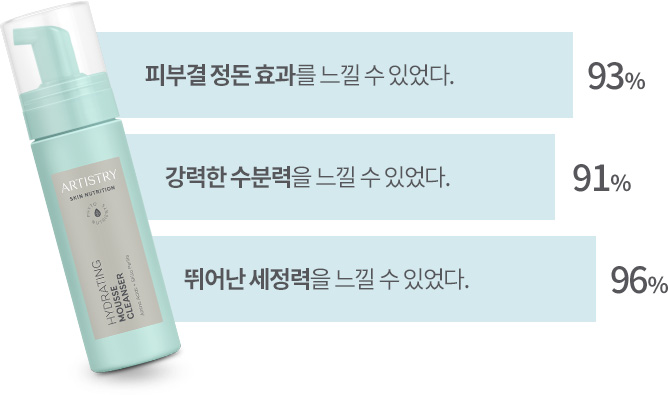 피부결 정돈 효과를 느낄 수 있었다.
93%
강력한 수분력을 느낄 수 있었다.
91%
뛰어난 세정력을 느낄 수 있었다.
96%
ARTISTRY
SKIN NUTRITION
HYDRATING
MOUSSE
CLEANSER